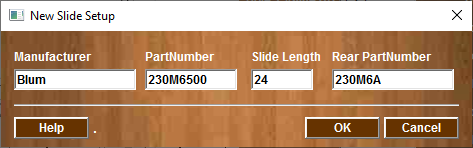 New Slide Setup
Manufacturer PartNumber Slide Length Rear PartNumber
Blum 230M6500 24 230M6A
Help . OK Cancel